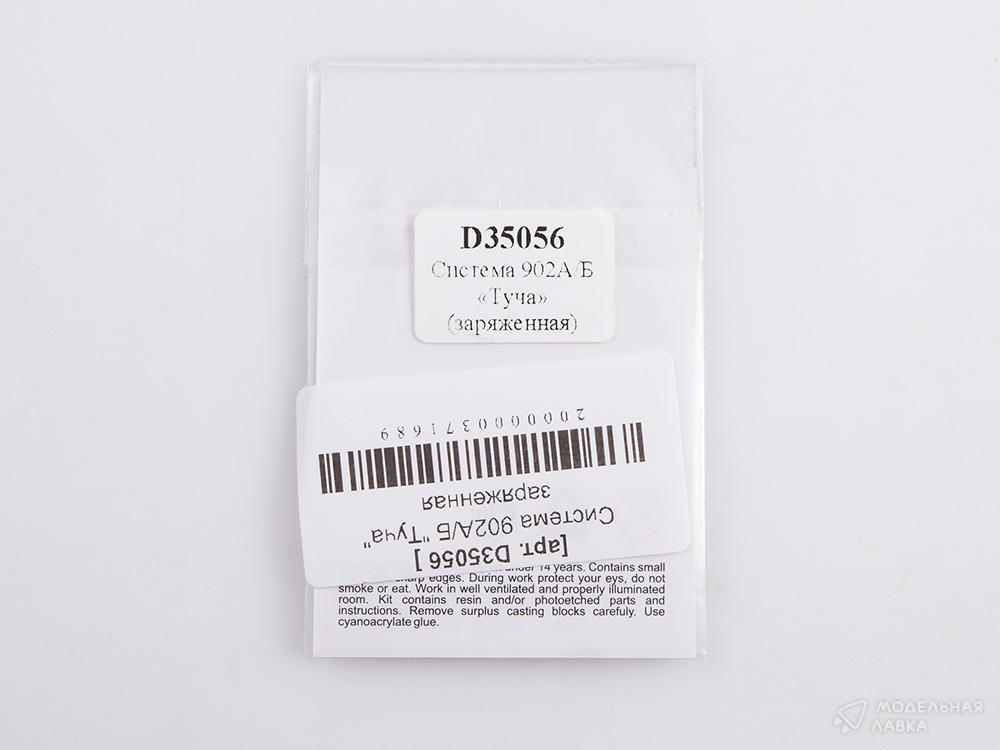 D35056
Система 902А/Б
«Туча»
(заряженная)
[арт. D35056 ]
Система 902А/Б "Туча"
заряженная
2000000371689
under 14 years. Contains small
sharp edges. During work protect your eyes, do not
smoke or eat. Work in well ventilated and properly illuminated
room. Kit contains resin and/or photoetched parts and
instructions. Remove surplus casting blocks carefuly. Use
cyanoacrylate glue.
МОДЕЛЬНАЯ
ЛАВКА